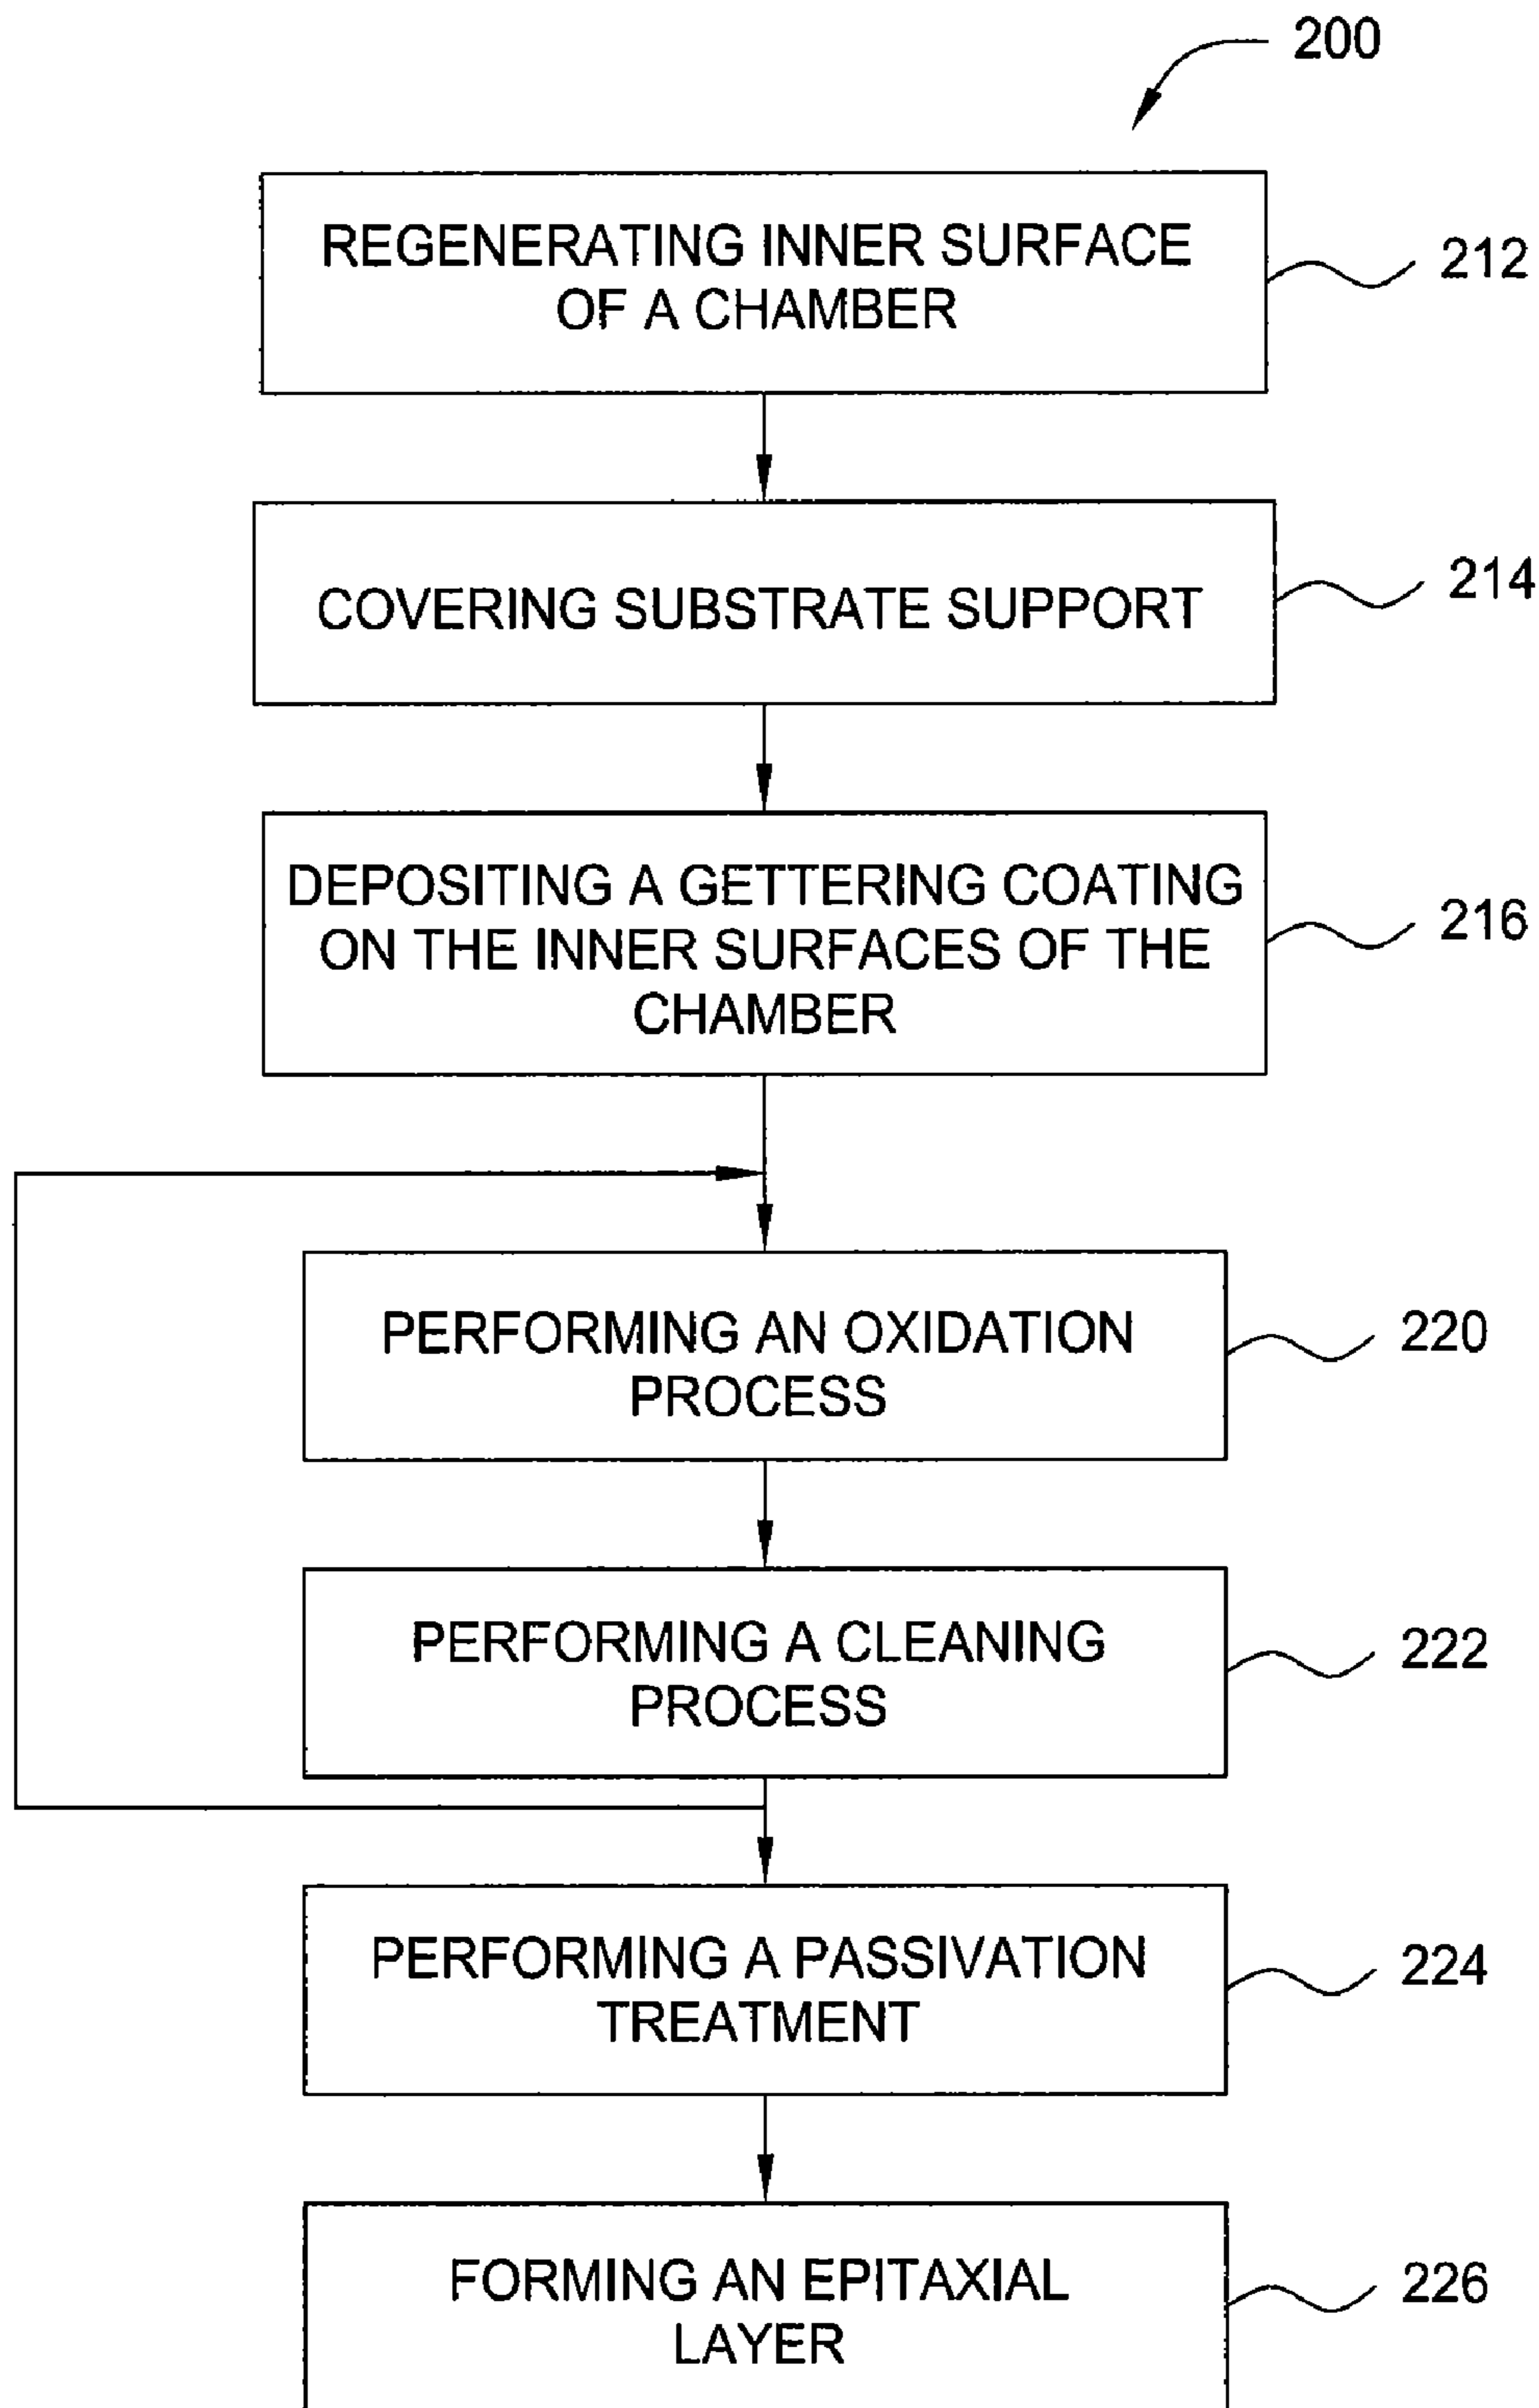 200
REGENERATING INNER SURFACE
OF A CHAMBER
212
COVERING SUBSTRATE SUPPORT
214
DEPOSITING A GETTERING COATING
ON THE INNER SURFACES OF THE
CHAMBER
216
PERFORMING AN OXIDATION
PROCESS
220
PERFORMING A CLEANING
PROCESS
222
PERFORMING A PASSIVATION
TREATMENT
224
FORMING AN EPITAXIAL
LAYER
226